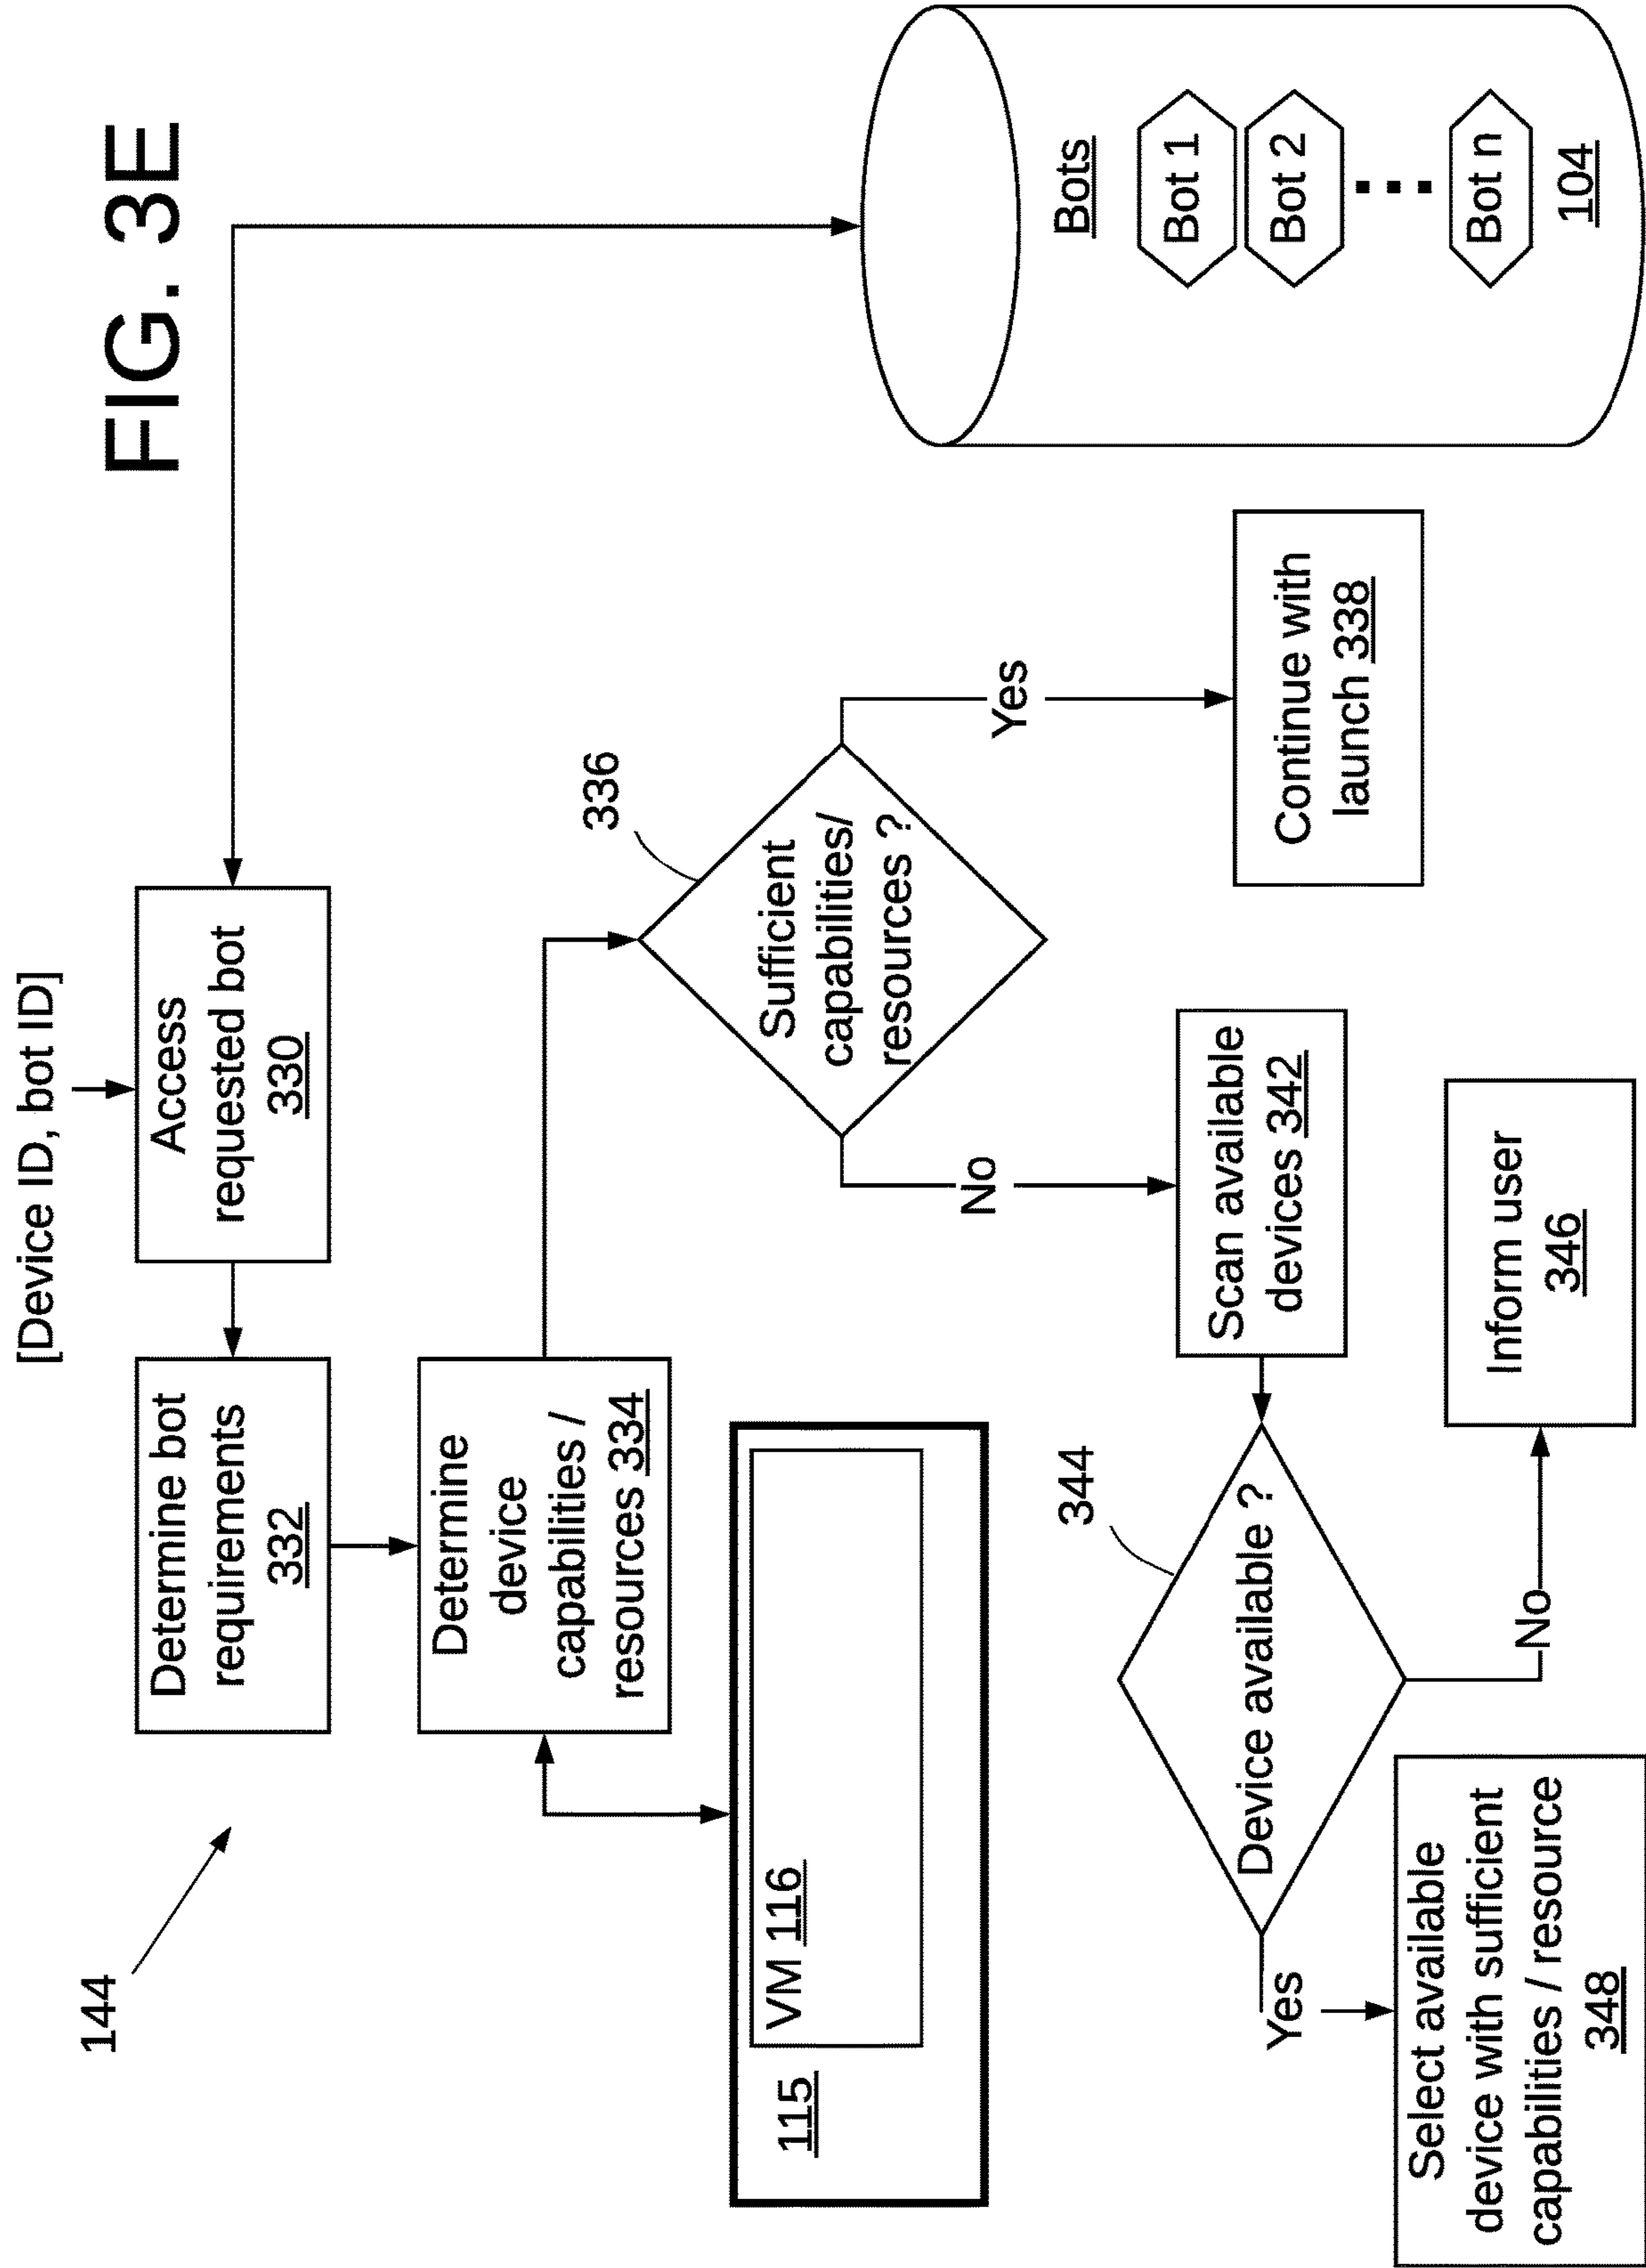 FIG. 3E
[Device ID, bot ID]
144
Determine bot
requirements
332
Access
requested bot
330
Determine
device
capabilities /
resources 334
115
VM 116
336
Sufficient
capabilities/
resources ?
Yes
No
Continue with
launch 338
Scan available
devices 342
344
Device available ?
Yes
No
Inform user
346
Select available
device with sufficient
capabilities / resource
348
Bots
Bot 1
Bot 2
Bot n
104